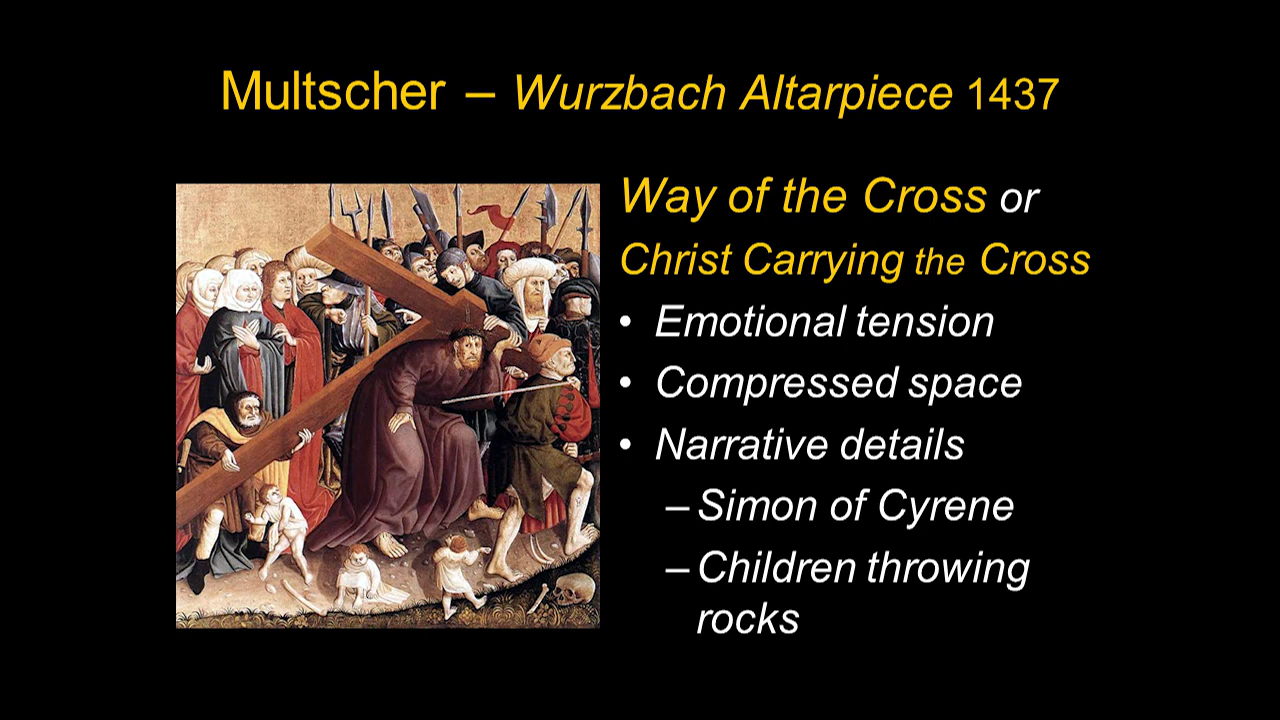 Multscher – Wurzbach Altarpiece 1437
Way of the Cross or
Christ Carrying the Cross
• Emotional tension
• Compressed space
• Narrative details
– Simon of Cyrene
– Children throwing
rocks